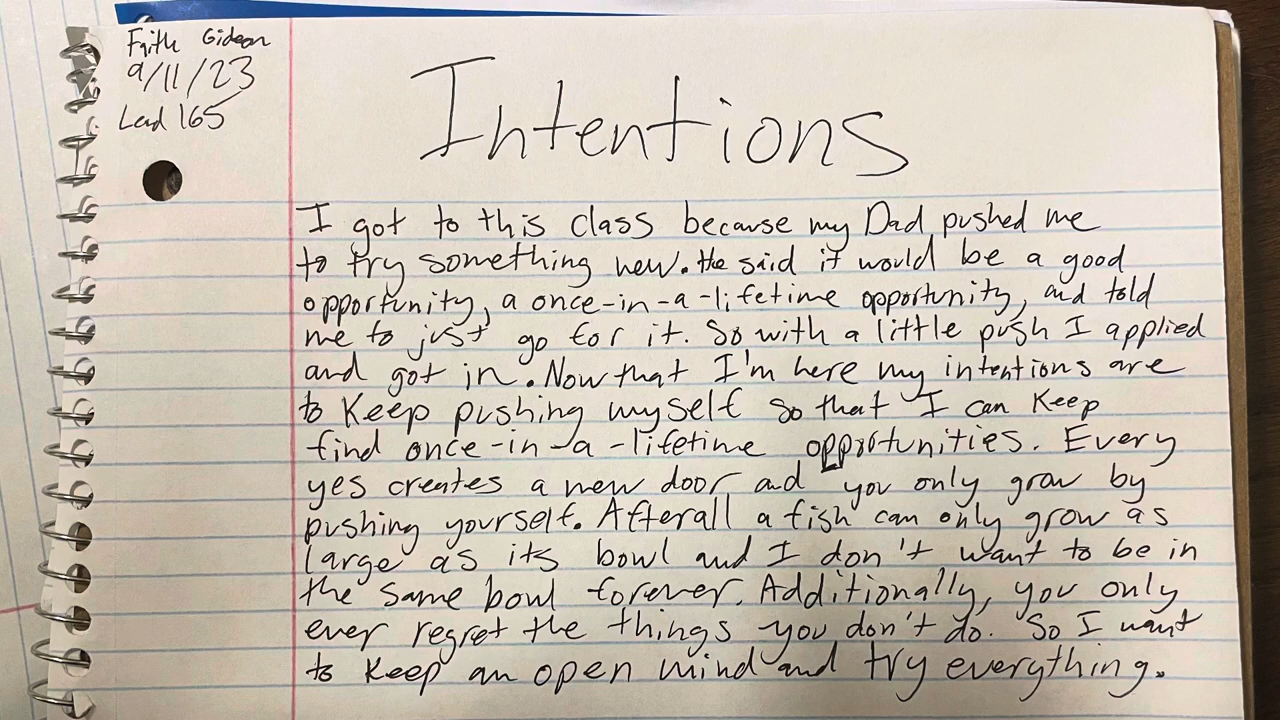 Faith Gideon
9/11/23
Lead 165
Intentions
I got to this class because my Dad pushed me
to try something new. He said it would be a good
opportunity, a once-in-a-lifetime opportunity, and told
me to just go for it. So with a little push I applied
and got in. Now that I'm here my intentions are
to keep pushing myself so that I can keep
find once-in-a-lifetime opportunities. Every
yes creates a new door and you only grow by
pushing yourself. Afterall a fish can only grow as
large as its bowl and I don't want to be in
the same bowl forever. Additionally, you only
ever regret the things you don't do. So I want
to keep an open mind and try everything.